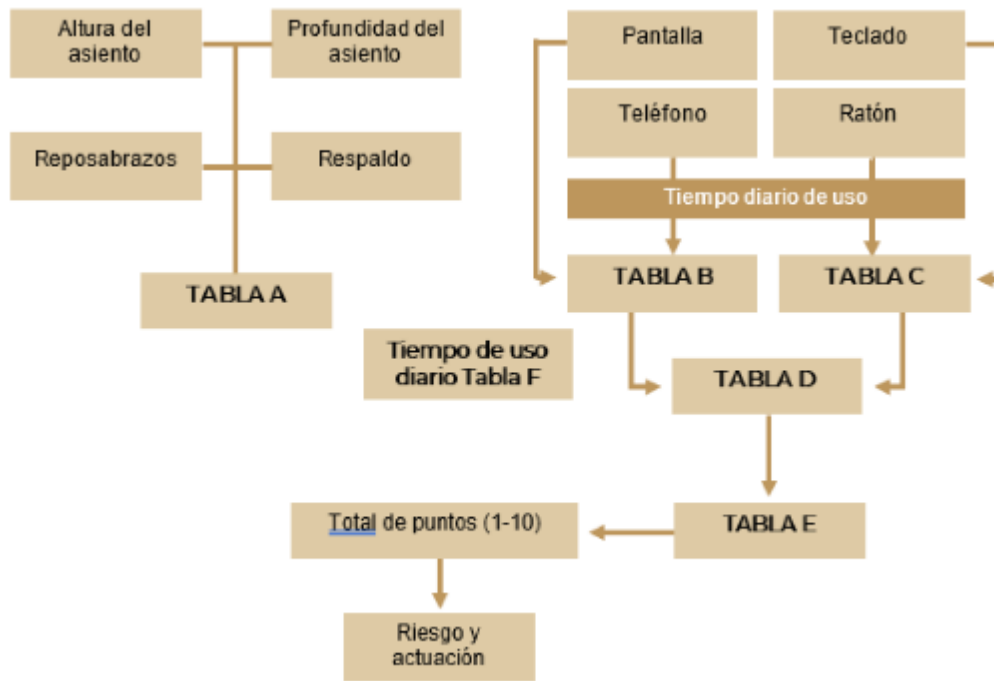 Altura del
asiento
Profundidad del
asiento
Reposabrazos
Respaldo
TABLA A
Pantalla
Teclado
Teléfono
Ratón
Tiempo diario de uso
TABLA B
TABLA C
Tiempo de uso
diario Tabla F
TABLA D
Total de puntos (1-10)
TABLA E
Riesgo y
actuación